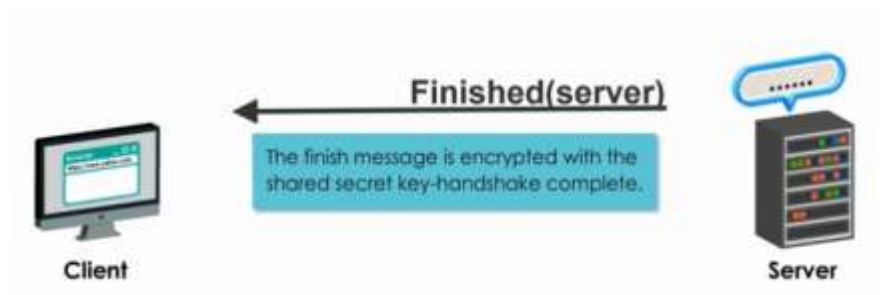 Finished(server)
The finish message is encrypted with the
shared secret key-handshake complete.
Client
Server